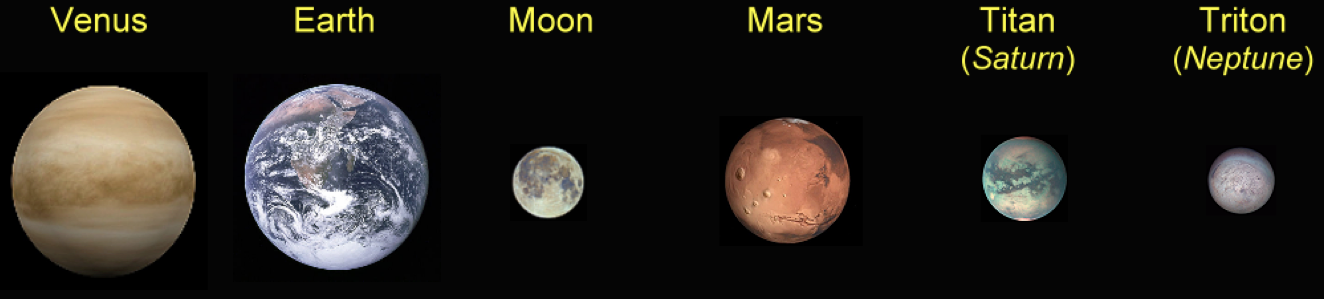 Venus Earth Moon Mars Titan Triton
(Saturn) (Neptune)